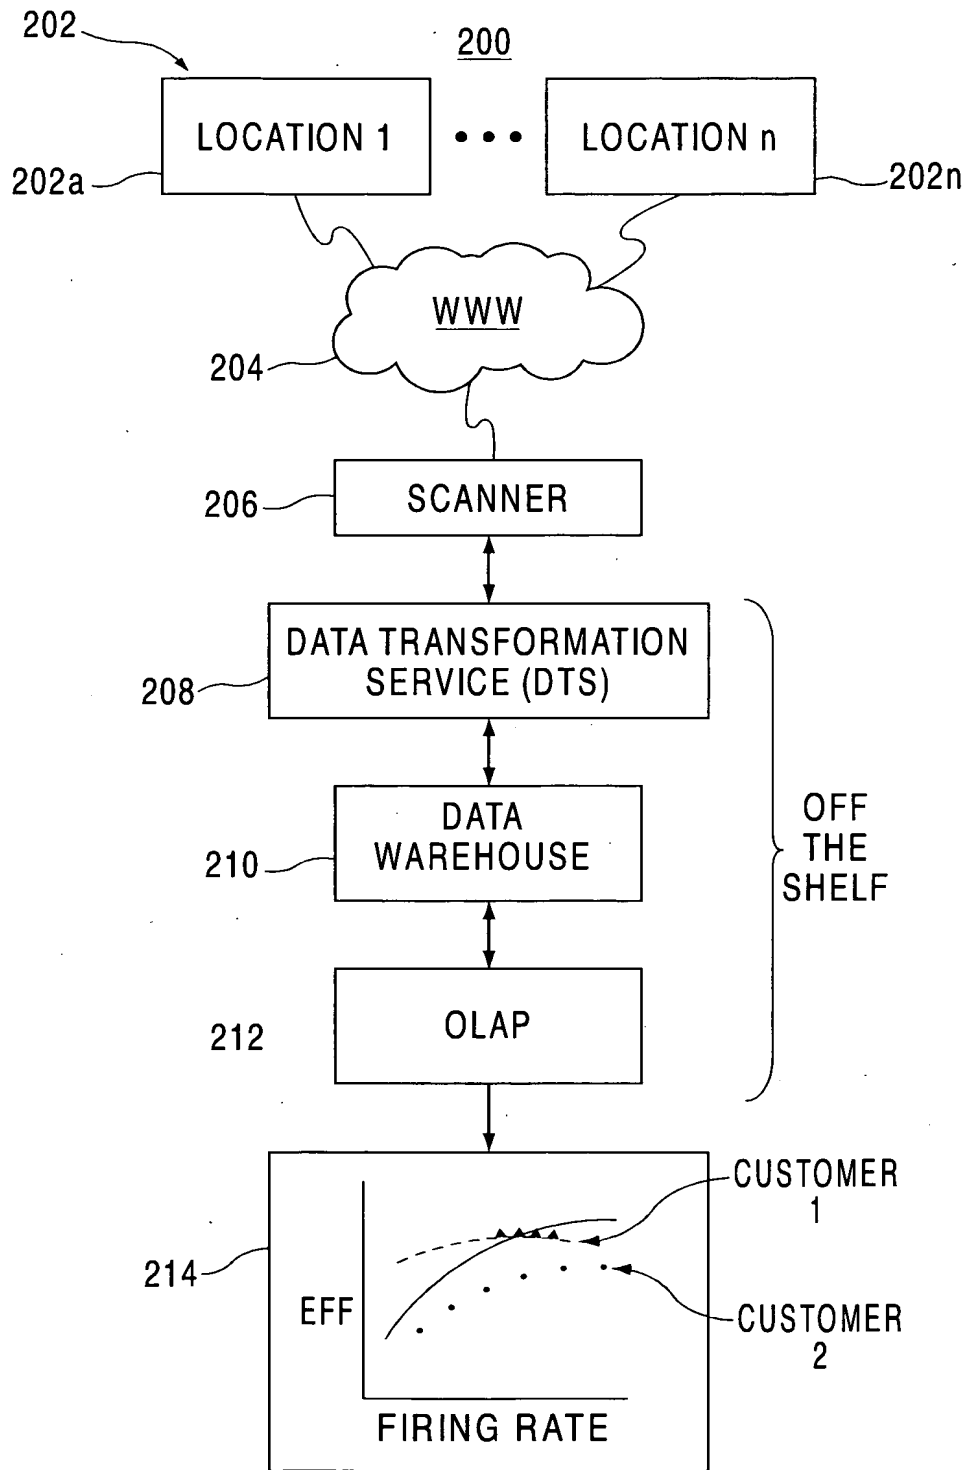 202
200
LOCATION 1
LOCATION n
202a
202n
WWW
204
SCANNER
206
DATA TRANSFORMATION
SERVICE (DTS)
208
DATA
WAREHOUSE
210
OFF
THE
SHELF
OLAP
212
CUSTOMER
1
214
EFF
CUSTOMER
2
FIRING RATE